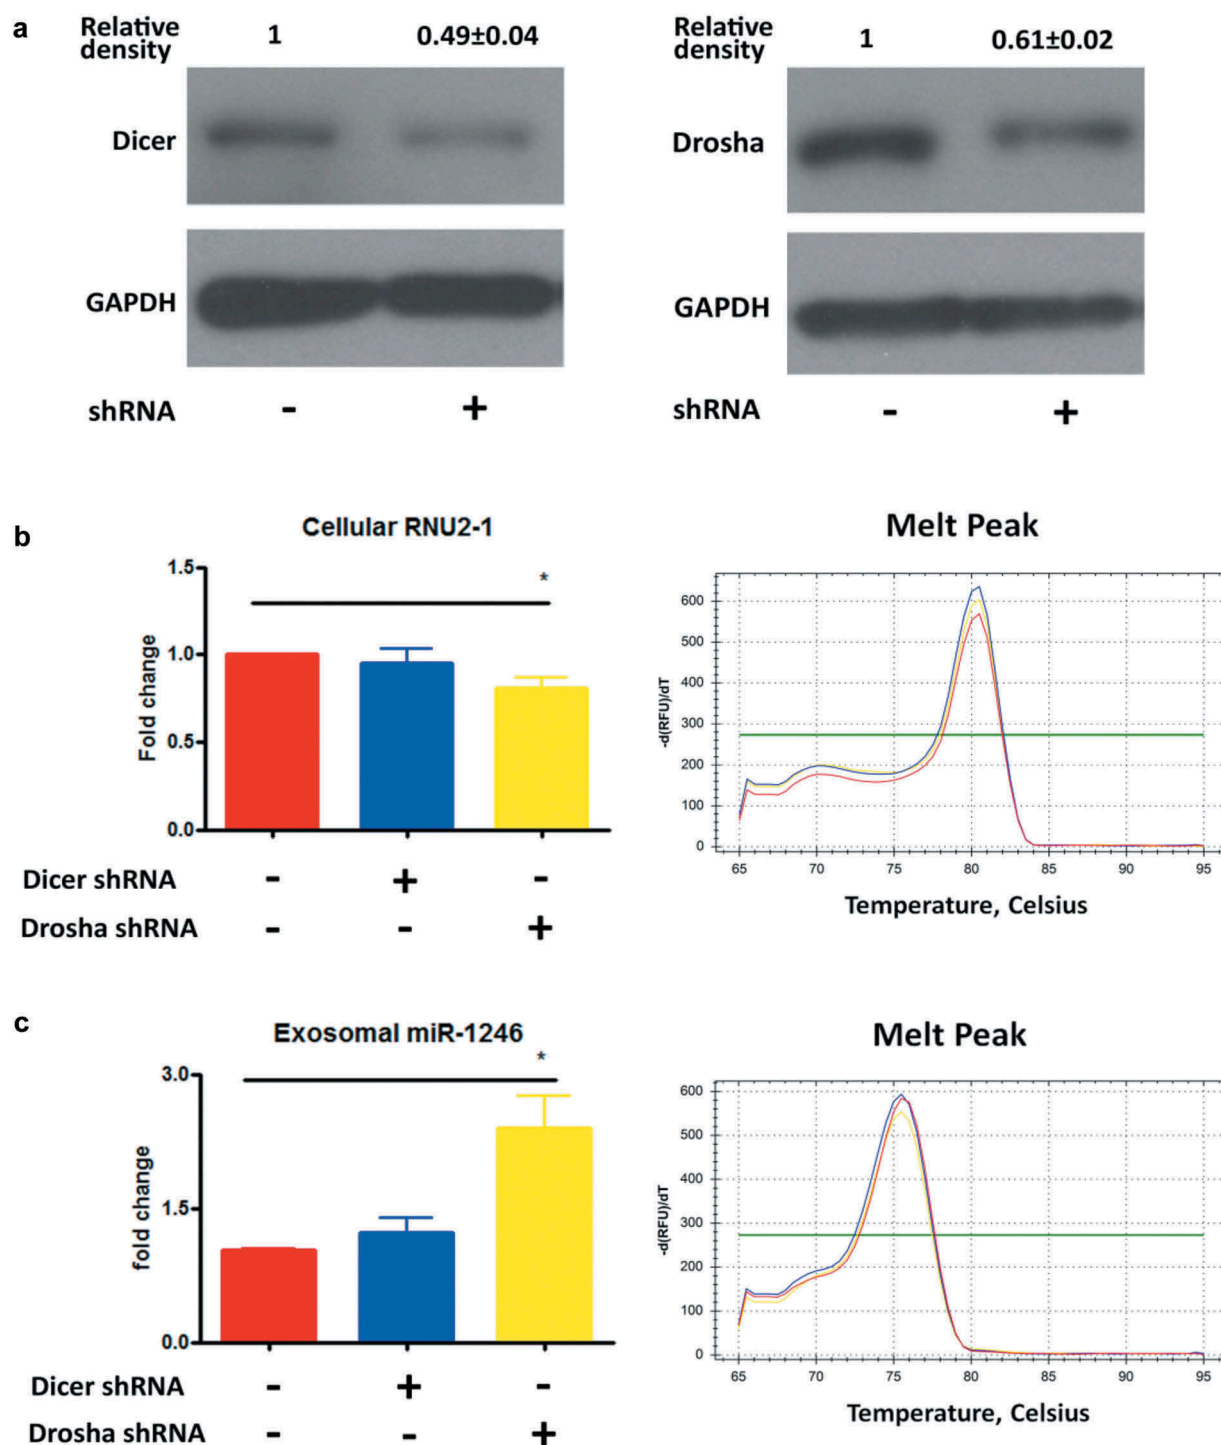 a
Relative
density
1
0.49±0.04
Dicer
GAPDH
shRNA
-
+
Relative
density
1
0.61±0.02
Drosha
GAPDH
shRNA
-
+
b
Cellular RNU2-1
*
1.5
1.0
0.5
0.0
Fold change
Dicer shRNA - + -
Drosha shRNA - - +
Melt Peak
600
500
400
300
200
100
0
-d(RFU)/dT
65 70 75 80 85 90 95
Temperature, Celsius
c
Exosomal miR-1246
*
3.0
1.5
0.0
fold change
Dicer shRNA - + -
Drosha shRNA - - +
Melt Peak
600
500
400
300
200
100
0
-d(RFU)/dT
65 70 75 80 85 90 95
Temperature, Celsius